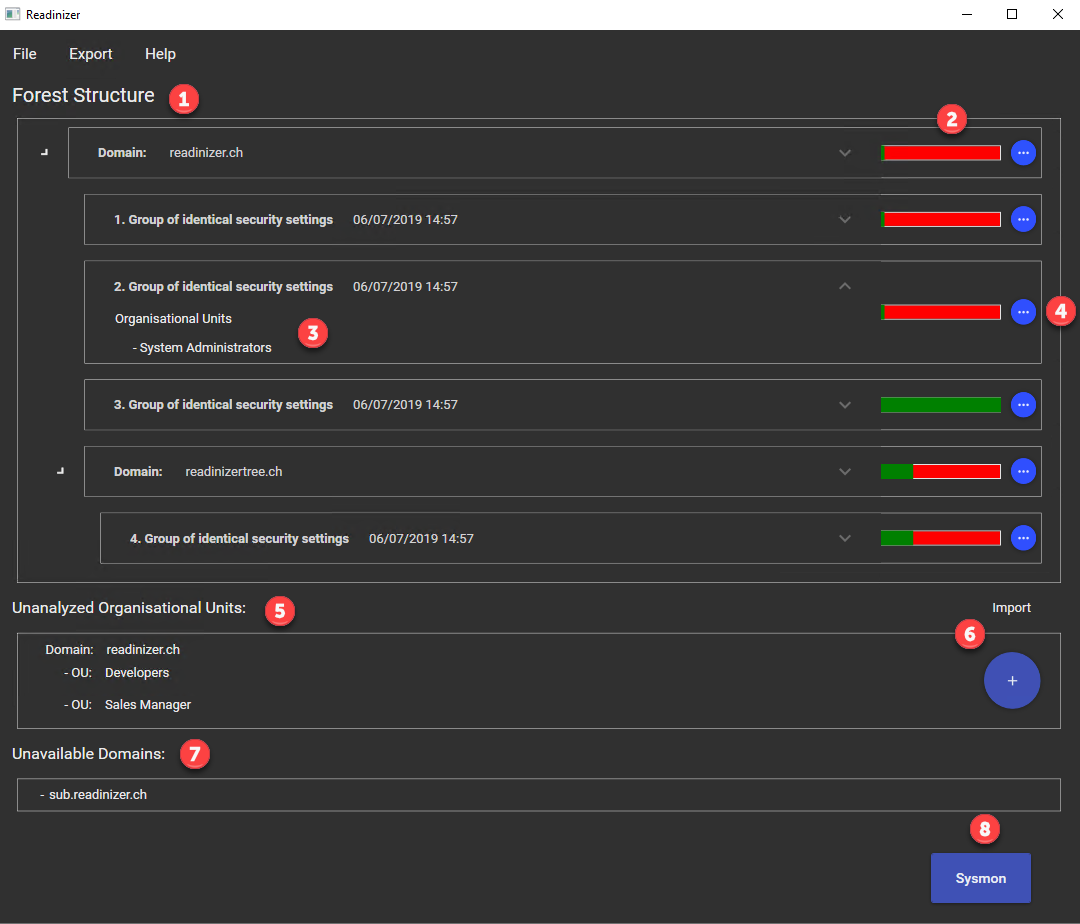 Readinizer
File Export Help
Forest Structure 1
2
Domain: readinizer.ch
1. Group of identical security settings 06/07/2019 14:57
2. Group of identical security settings 06/07/2019 14:57
Organisational Units
3
4
- System Administrators
3. Group of identical security settings 06/07/2019 14:57
Domain: readinizertree.ch
4. Group of identical security settings 06/07/2019 14:57
Unanalyzed Organisational Units: 5 Import
6
Domain: readinizer.ch
- OU: Developers
- OU: Sales Manager
Unavailable Domains: 7
- sub.readinizer.ch
8
Sysmon